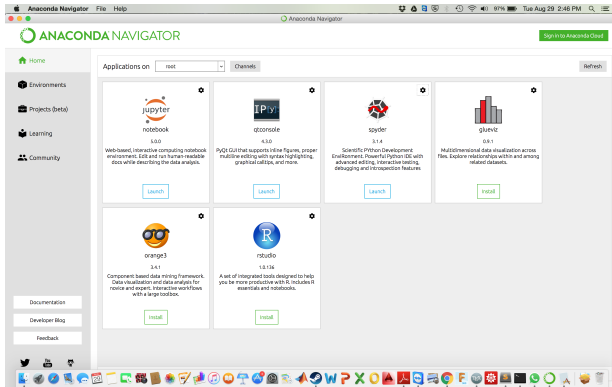 Anaconda Navigator File Help 97% Tue Aug 29 2:46 PM
Anaconda Navigator
ANACONDA NAVIGATOR
Sign in to Anaconda Cloud
Home
Applications on root Channels Refresh
Environments
Projects (beta)
Learning
Community
jupyter
notebook
5.0.0
Web-based, interactive computing notebook
environment. Edit and run human-readable
docs while describing the data analysis.
Launch
IP[y]:
qtconsole
4.3.0
PyQt GUI that supports inline figures, proper
multiline editing with syntax highlighting,
graphical calltips, and more.
Launch
spyder
3.1.4
Scientific PYthon Development
EnviRonment. Powerful Python IDE with
advanced editing, interactive testing,
debugging and introspection features
Launch
glueviz
0.9.1
Multidimensional data visualization across
files. Explore relationships within and among
related datasets.
Install
orange3
3.4.1
Component based data mining framework.
Data visualization and data analysis for
novice and expert. Interactive workflows
with a large toolbox.
Install
R
rstudio
1.0.136
A set of integrated tools designed to help
you be more productive with R. Includes R
essentials and notebooks.
Install
Documentation
Developer Blog
Feedback
You
Tube